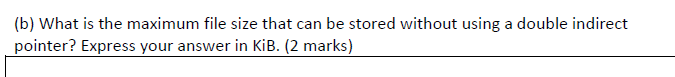 (b) What is the maximum file size that can be stored without using a double indirect
pointer? Express your answer in KiB. (2 marks)